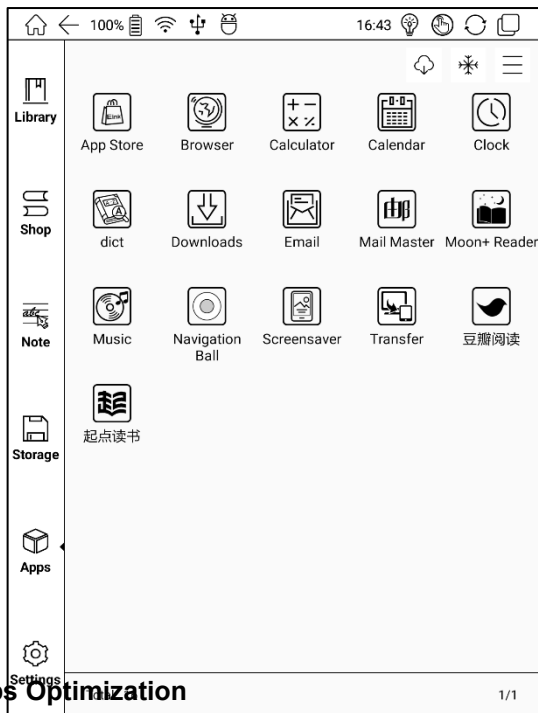 100%
16:43
Library
App Store
Browser
Calculator
Calendar
Clock
Shop
dict
Downloads
Email
Mail Master
Moon+ Reader
Note
Music
Navigation
Ball
Screensaver
Transfer
豆瓣阅读
起点读书
Storage
Apps
Settings
Optimization
1/1